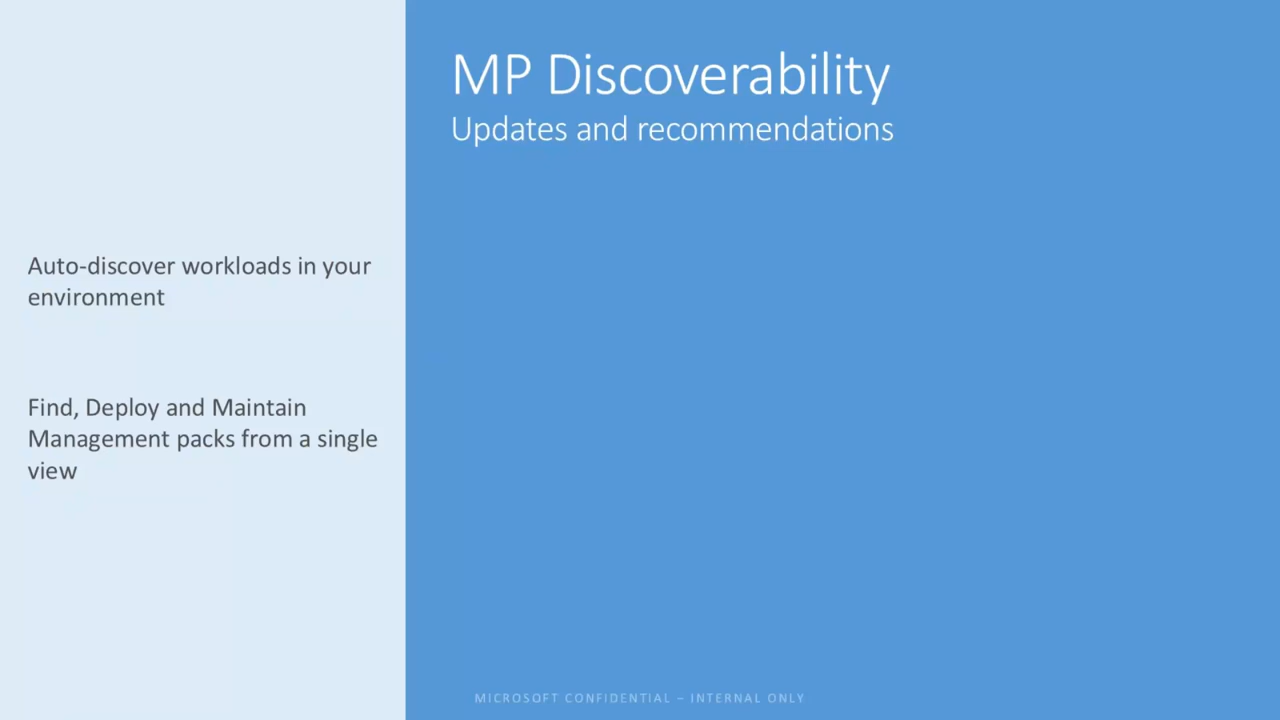 MP Discoverability
Updates and recommendations
Auto-discover workloads in your
environment
Find, Deploy and Maintain
Management packs from a single
view
MICROSOFT CONFIDENTIAL – INTERNAL ONLY